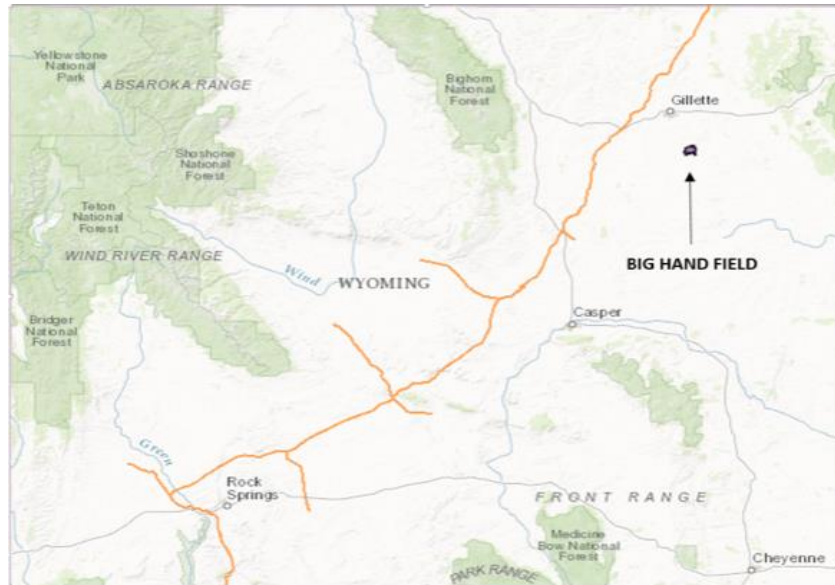 Yellowstone
National
Park
ABSAROKA RANGE
Bighorn
National
Forest
Gillette
Shoshone
National
Forest
Teton
National
Forest
WIND RIVER RANGE
Wind
WYOMING
BIG HAND FIELD
Bridger
National
Forest
Casper
Green
Rock
Springs
FRONT RANGE
Medicine
Bow National
Forest
PARK RANGE
Cheyenne